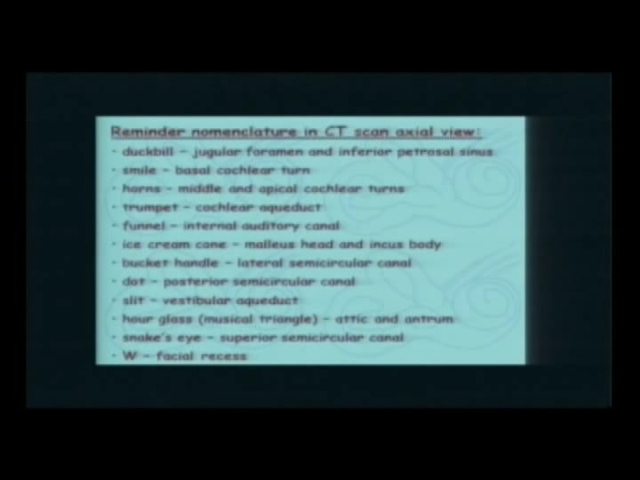 Reminder nomenclature in CT scan axial view:
• duckbill – jugular foramen and inferior petrosal sinus
• smile – basal cochlear turn
• horns – middle and apical cochlear turns
• trumpet – cochlear aqueduct
• funnel – internal auditory canal
• ice cream cone – malleus head and incus body
• bucket handle – lateral semicircular canal
• dot – posterior semicircular canal
• slit – vestibular aqueduct
• hour glass (musical triangle) – attic and antrum
• snake's eye – superior semicircular canal
• W – facial recess